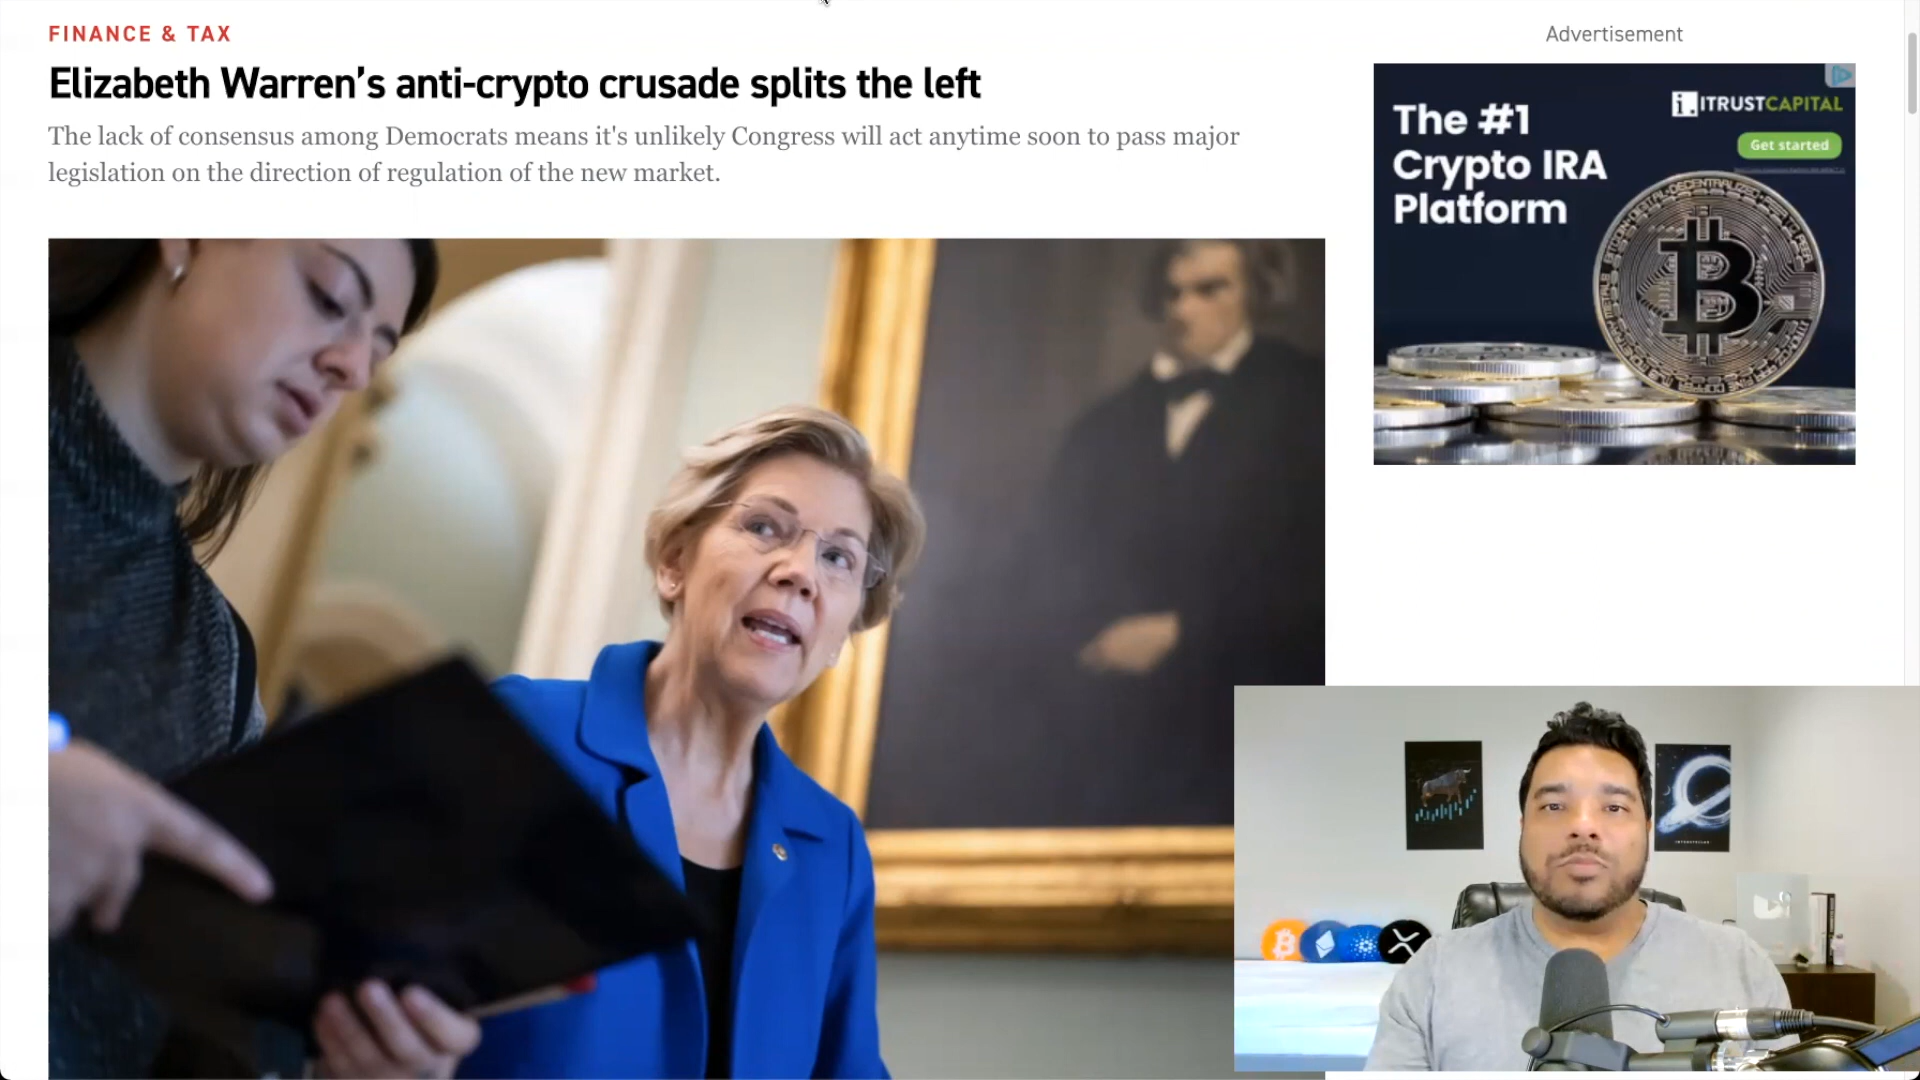 FINANCE & TAX
Elizabeth Warren's anti-crypto crusade splits the left
The lack of consensus among Democrats means it's unlikely Congress will act anytime soon to pass major
legislation on the direction of regulation of the new market.
Advertisement
The #1
Crypto IRA
Platform
i. ITRUSTCAPITAL
Get started
DECENTRALIZED
INTERSTELLAR